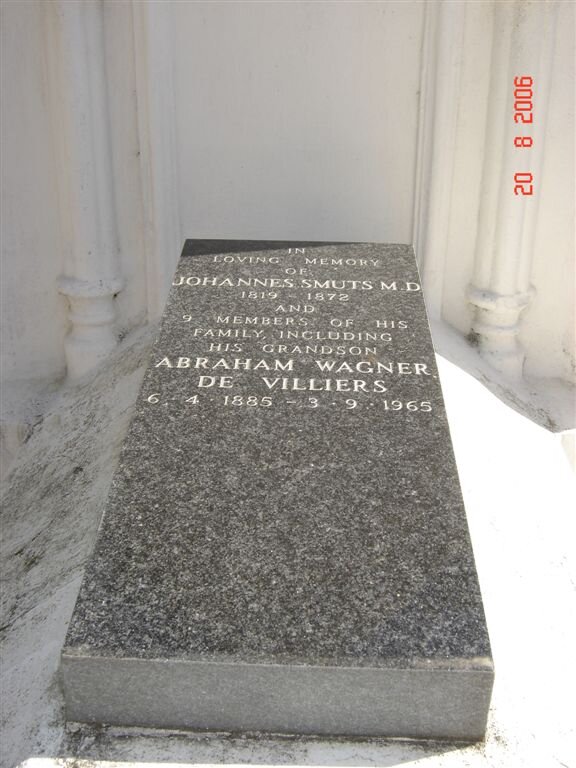 IN
LOVING MEMORY
OF
JOHANNES SMUTS M.D.
1819 1872
AND
9 MEMBERS OF HIS
FAMILY, INCLUDING
HIS GRANDSON
ABRAHAM WAGNER
DE VILLIERS
6 . 4 . 1885 - 3 . 9 . 1965
20 8 2006